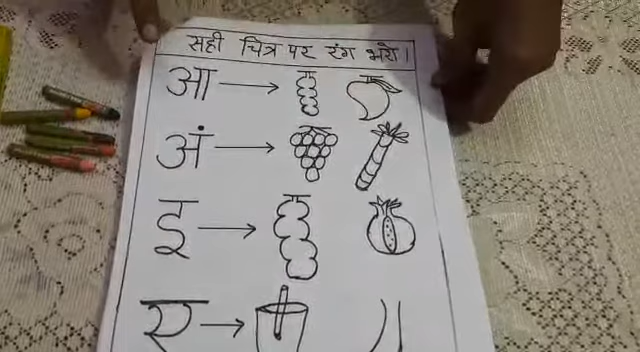 सही चित्र पर रंग भरो।
आ
अं
इ
ए